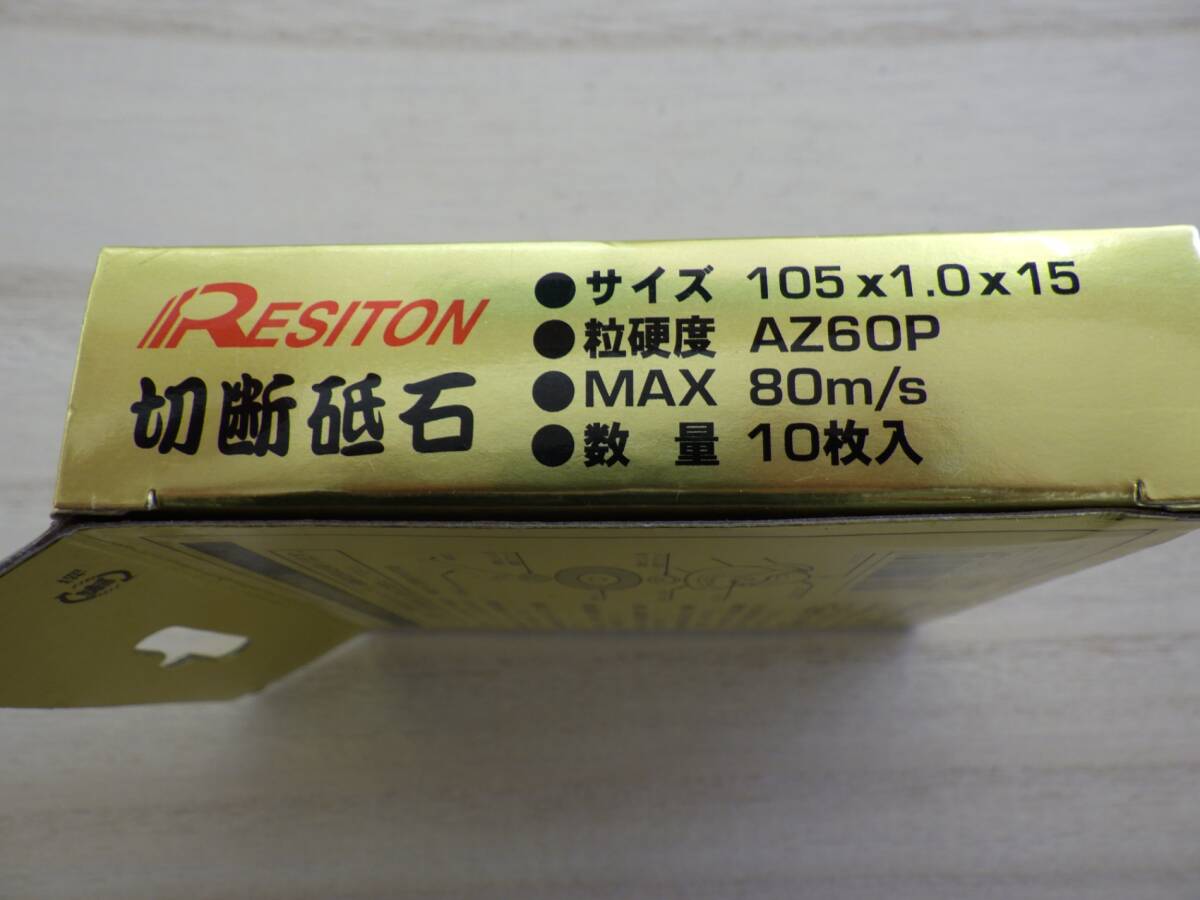 RESITON
切断砥石
●サイズ 105x1.0x15
●粒硬度 AZ60P
●MAX 80m/s
●数量 10枚入